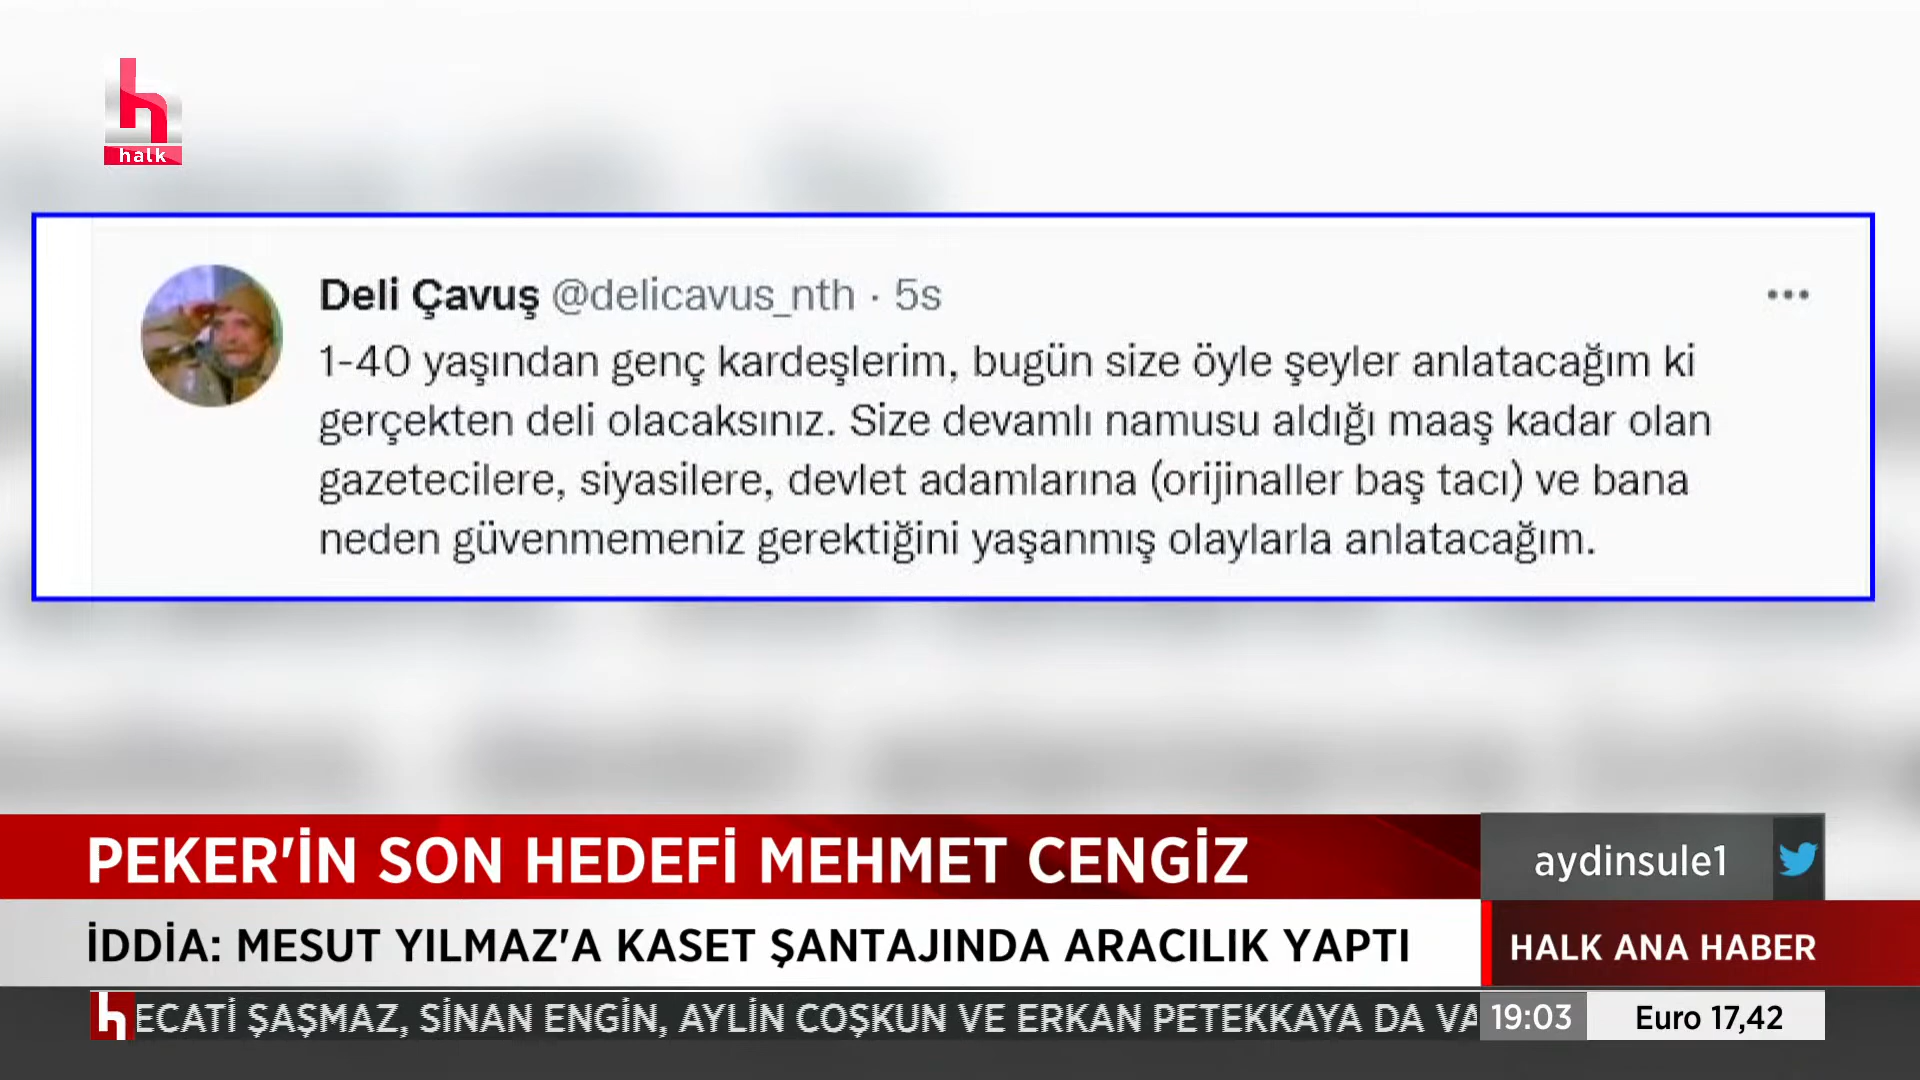 h
halk
Deli Çavuş @delicavus_nth · 5s
1-40 yaşından genç kardeşlerim, bugün size öyle şeyler anlatacağım ki
gerçekten deli olacaksınız. Size devamlı namusu aldığı maaş kadar olan
gazetecilere, siyasilere, devlet adamlarına (orijinaller baş tacı) ve bana
neden güvenmemeniz gerektiğini yaşanmış olaylarla anlatacağım.
PEKER'İN SON HEDEFİ MEHMET CENGİZ
aydinsule1
İDDİA: MESUT YILMAZ'A KASET ŞANTAJINDA ARACILIK YAPTI
HALK ANA HABER
h ECATİ ŞAŞMAZ, SİNAN ENGİN, AYLİN COŞKUN VE ERKAN PETEKKAYA DA VA
19:03
Euro 17,42